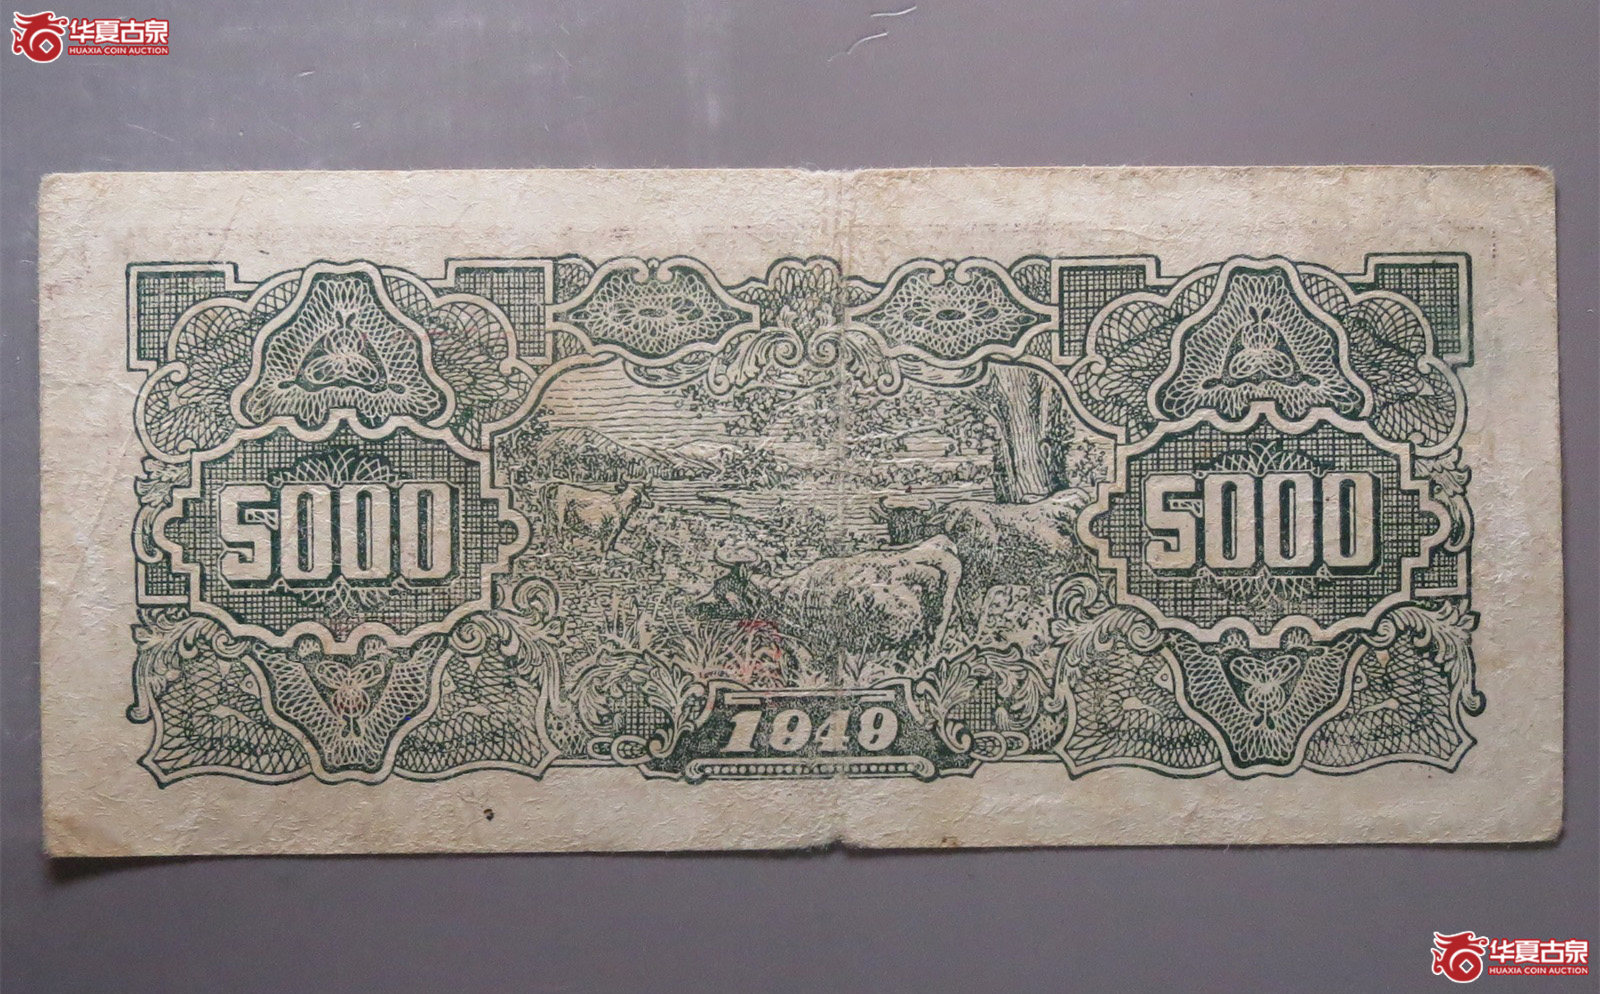 华夏古泉
HUAXIA COIN AUCTION
5000
5000
1949
华夏古泉
HUAXIA COIN AUCTION